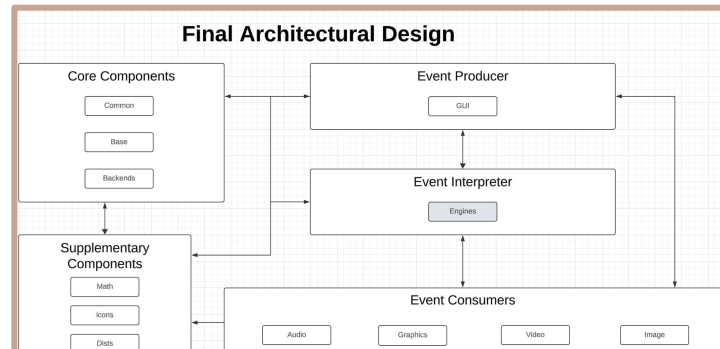 Final Architectural Design
Core Components
Common
Base
Backends
Event Producer
GUI
Event Interpreter
Engines
Supplementary
Components
Math
icons
Dists
Event Consumers
Audio
Graphics
Video
Image